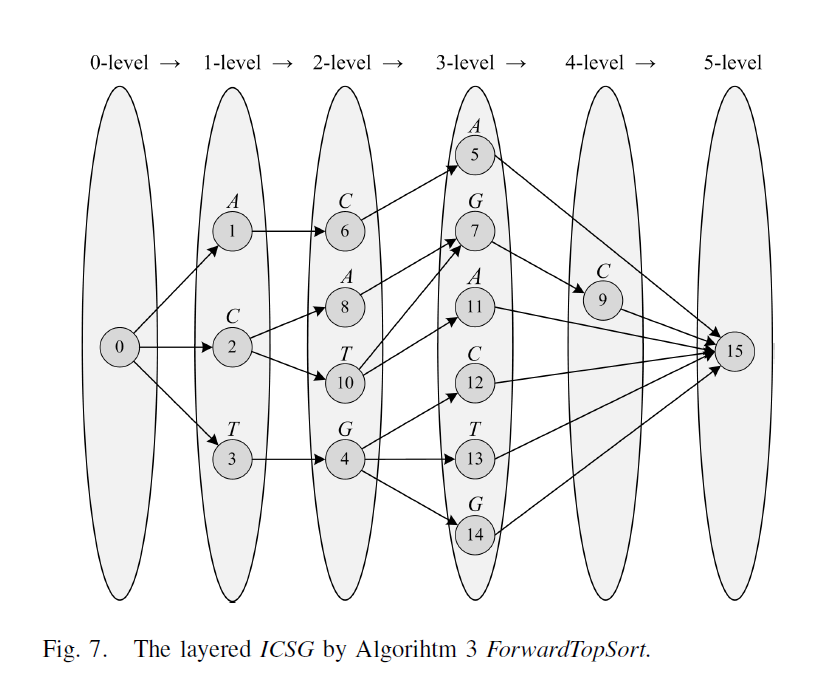 0-level → 1-level → 2-level → 3-level → 4-level → 5-level
A
5
A C G
1 6 7
A A C
8 11 9
C T C
0 2 10 12 15
T G T
3 4 13
G
14
Fig. 7. The layered ICSG by Algorihtm 3 ForwardTopSort.